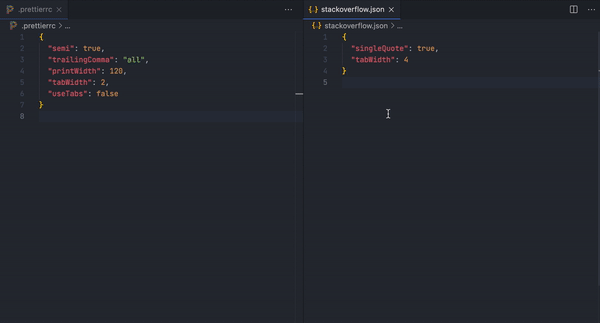 .prettierrc
.prettierrc > ...
1 {
2 "semi": true,
3 "trailingComma": "all",
4 "printWidth": 120,
5 "tabWidth": 2,
6 "useTabs": false
7 }
8
stackoverflow.json
{..} stackoverflow.json > ...
1 {
2 "singleQuote": true,
3 "tabWidth": 4
4 }
5